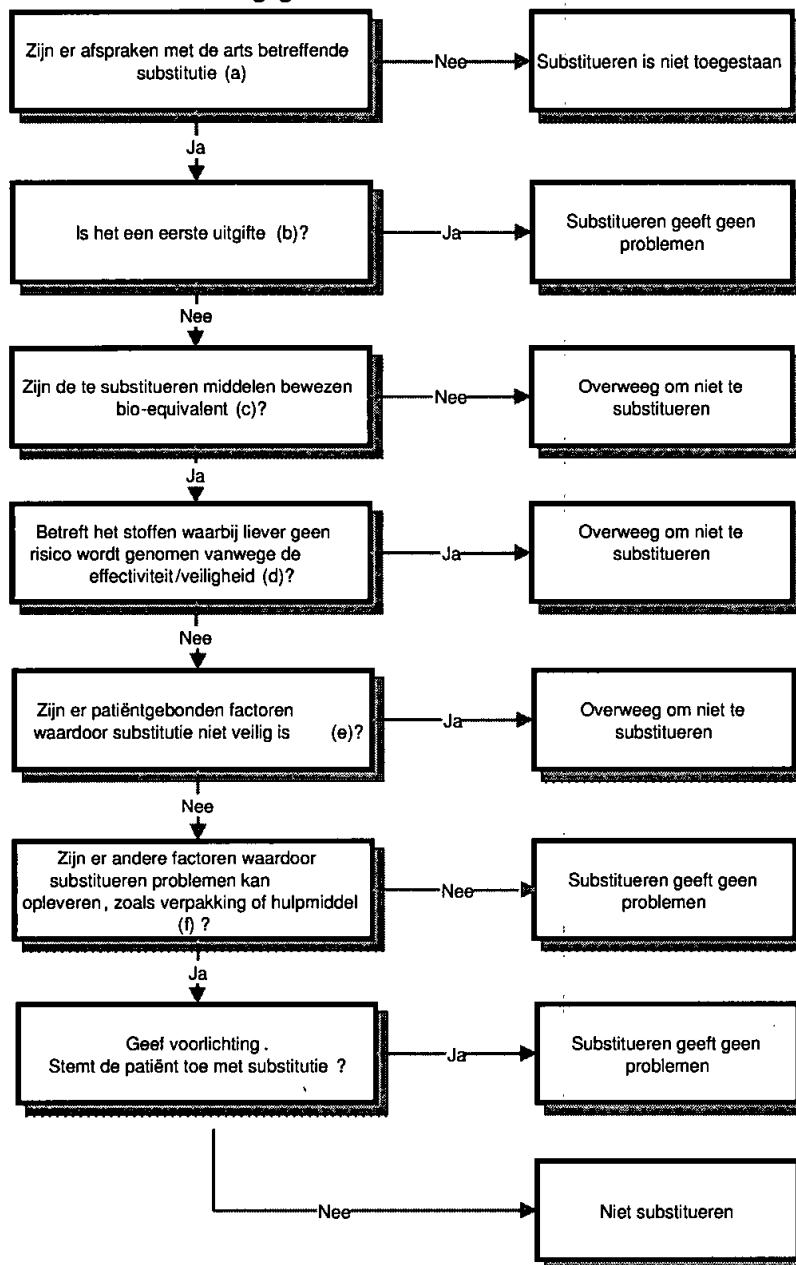 Zijn er afspraken met de arts betreffende
substitutie (a)
Nee
Substitueren is niet toegestaan
Ja
Is het een eerste uitgifte (b)?
Ja
Substitueren geeft geen
problemen
Nee
Zijn de te substitueren middelen bewezen
bio-equivalent (c)?
Nee
Overweeg om niet te
substitueren
Ja
Betreft het stoffen waarbij liever geen
risico wordt genomen vanwege de
effectiviteit/veiligheid (d)?
Ja
Overweeg om niet te
substitueren
Nee
Zijn er patiëntgebonden factoren
waardoor substitutie niet veilig is (e)?
Ja
Overweeg om niet te
substitueren
Nee
Zijn er andere factoren waardoor
substitueren problemen kan
opleveren, zoals verpakking of hulpmiddel
(f) ?
Nee
Substitueren geeft geen
problemen
Ja
Geef voorlichting.
Stemt de patiënt toe met substitutie ?
Ja
Substitueren geeft geen
problemen
Nee
Niet substitueren